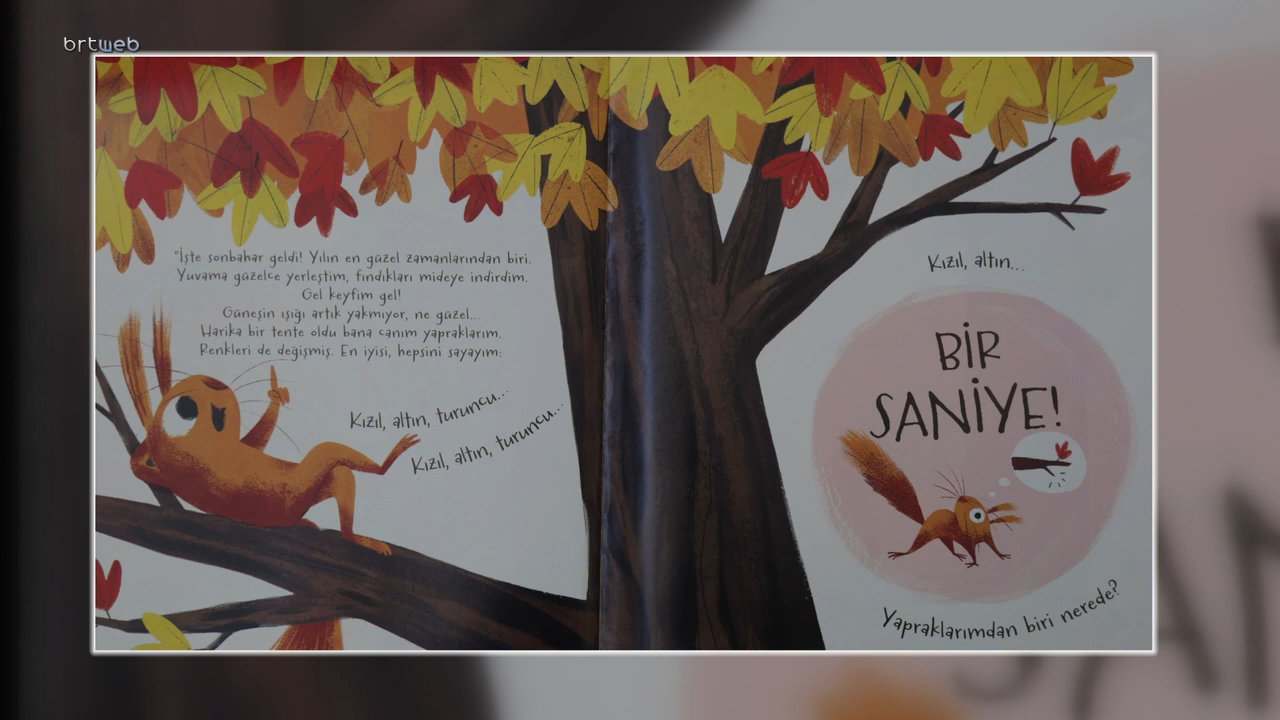 brtweb
"İşte sonbahar geldi! Yılın en güzel zamanlarından biri.
Yuvama güzelce yerleştim, fındıkları mideye indirdim.
Gel keyfim gel!
Güneşin ışığı artık yakmıyor, ne güzel...
Harika bir tente oldu bana canım yapraklarım.
Renkleri de değişmiş. En iyisi, hepsini sayayım:
Kızıl, altın, turuncu...
Kızıl, altın, turuncu...
Kızıl, altın...
BİR
SANİYE!
Yapraklarımdan biri nerede?